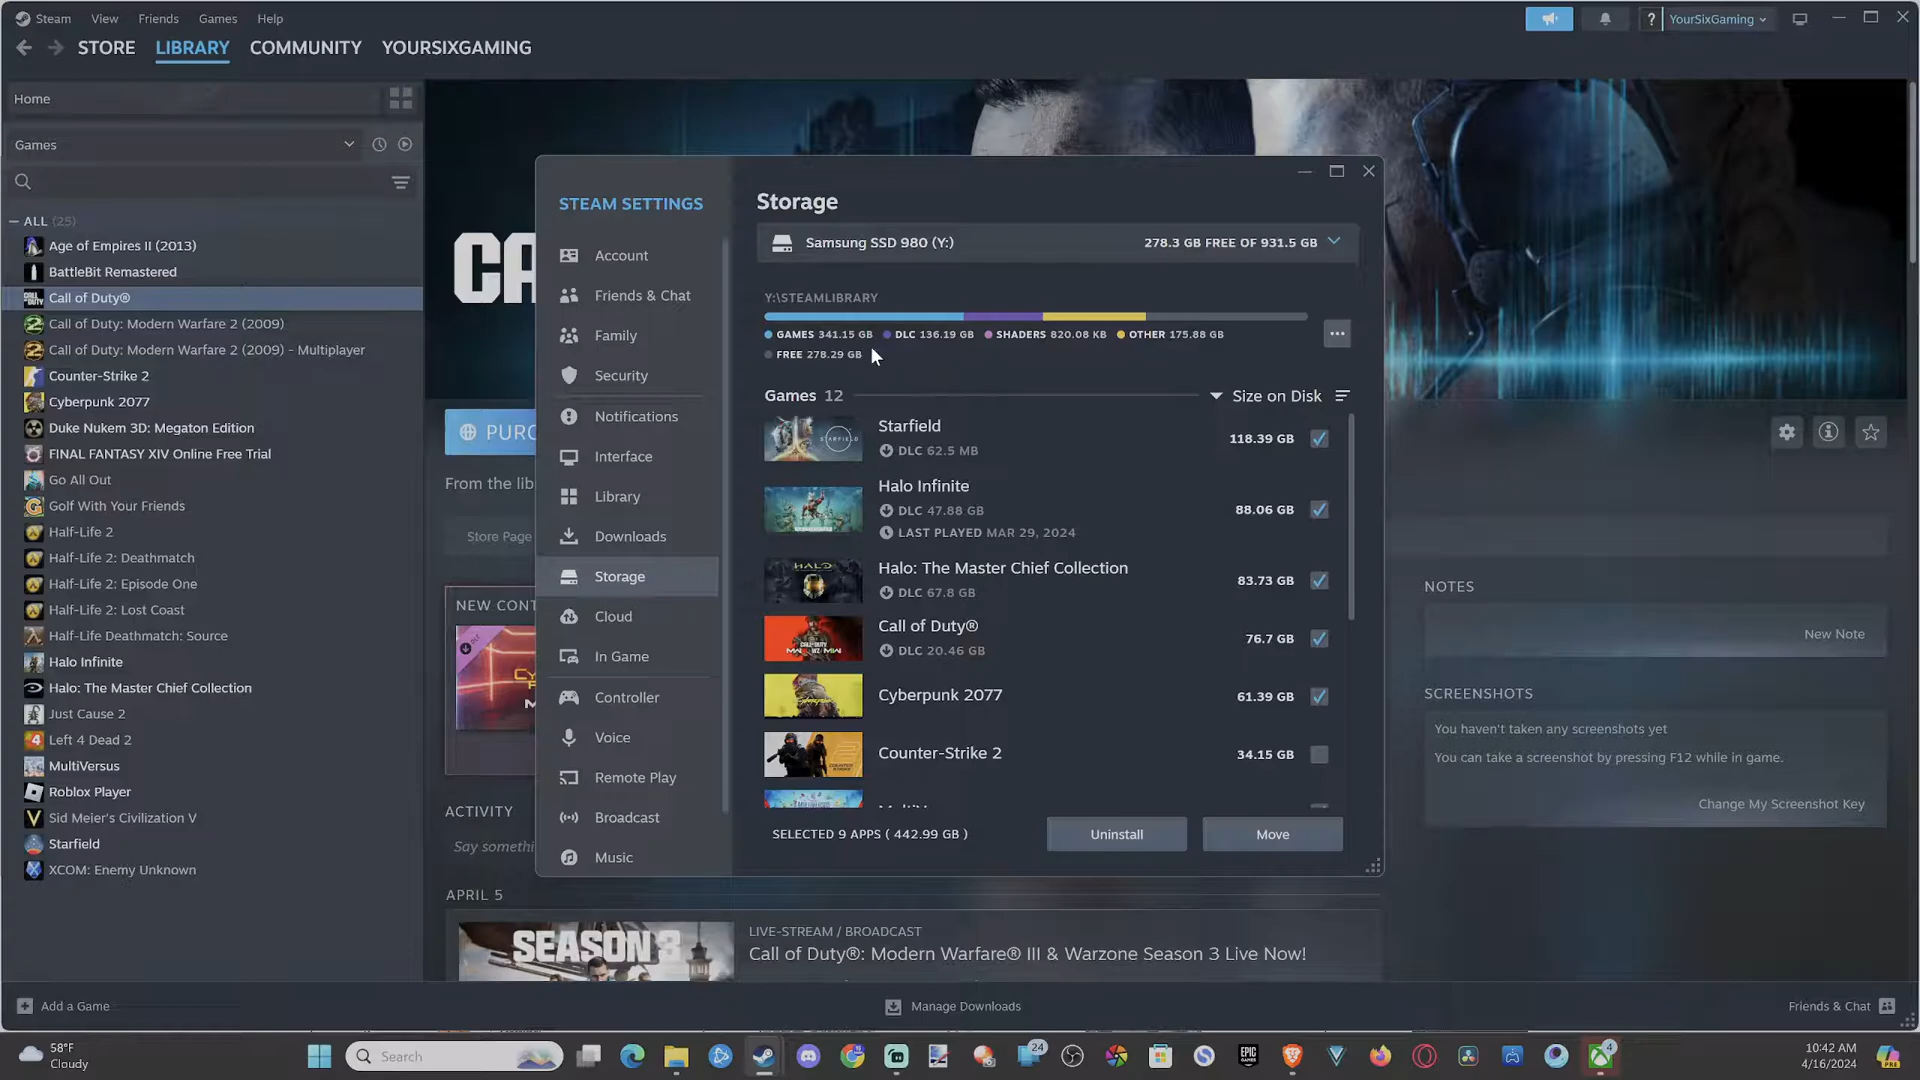 Steam View Friends Games Help
? YourSixGaming
STORE LIBRARY COMMUNITY YOURSIXGAMING
Home
Games
ALL (25)
Age of Empires II (2013)
BattleBit Remastered
Call of Duty®
Call of Duty: Modern Warfare 2 (2009)
Call of Duty: Modern Warfare 2 (2009) - Multiplayer
Counter-Strike 2
Cyberpunk 2077
Duke Nukem 3D: Megaton Edition
FINAL FANTASY XIV Online Free Trial
Go All Out
Golf With Your Friends
Half-Life 2
Half-Life 2: Deathmatch
Half-Life 2: Episode One
Half-Life 2: Lost Coast
Half-Life Deathmatch: Source
Halo Infinite
Halo: The Master Chief Collection
Just Cause 2
Left 4 Dead 2
MultiVersus
Roblox Player
Sid Meier's Civilization V
Starfield
XCOM: Enemy Unknown
CA
PURC
From the lib
Store Page
NEW CONT
ACTIVITY
Say somethi
APRIL 5
SEASON 3
LIVE-STREAM / BROADCAST
Call of Duty®: Modern Warfare® III & Warzone Season 3 Live Now!
STEAM SETTINGS
Account
Friends & Chat
Family
Security
Notifications
Interface
Library
Downloads
Storage
Cloud
In Game
Controller
Voice
Remote Play
Broadcast
Music
Storage
Samsung SSD 980 (Y:) 278.3 GB FREE OF 931.5 GB
Y:\STEAMLIBRARY
GAMES 341.15 GB DLC 136.19 GB SHADERS 820.08 KB OTHER 175.88 GB
FREE 278.29 GB
Games 12 Size on Disk
Starfield
DLC 62.5 MB
118.39 GB
STARFIELD
Halo Infinite
DLC 47.88 GB
LAST PLAYED MAR 29, 2024
88.06 GB
Halo: The Master Chief Collection
DLC 67.8 GB
83.73 GB
HALO
Call of Duty®
DLC 20.46 GB
76.7 GB
Cyberpunk 2077
61.39 GB
Counter-Strike 2
34.15 GB
SELECTED 9 APPS ( 442.99 GB )
Uninstall Move
NOTES
New Note
SCREENSHOTS
You haven't taken any screenshots yet
You can take a screenshot by pressing F12 while in game.
Change My Screenshot Key
Add a Game
Manage Downloads
Friends & Chat
58°F
Cloudy
Search
24
EPIC GAMES
4
10:42 AM
4/16/2024
PRE